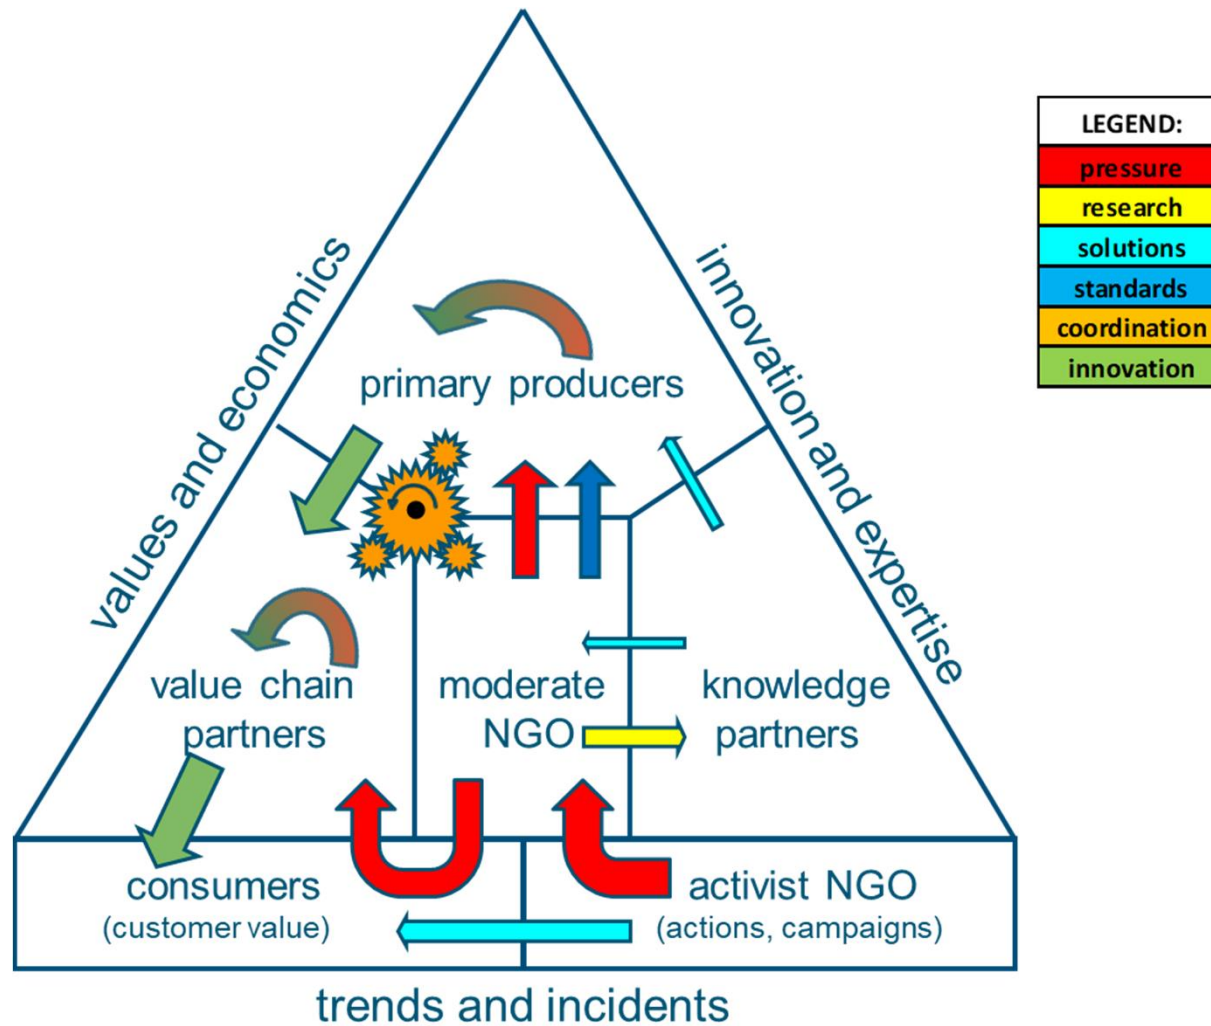 LEGEND:
pressure
research
solutions
standards
coordination
innovation
values and economics
innovation and expertise
primary producers
value chain
partners
moderate
NGO
knowledge
partners
consumers
(customer value)
activist NGO
(actions, campaigns)
trends and incidents